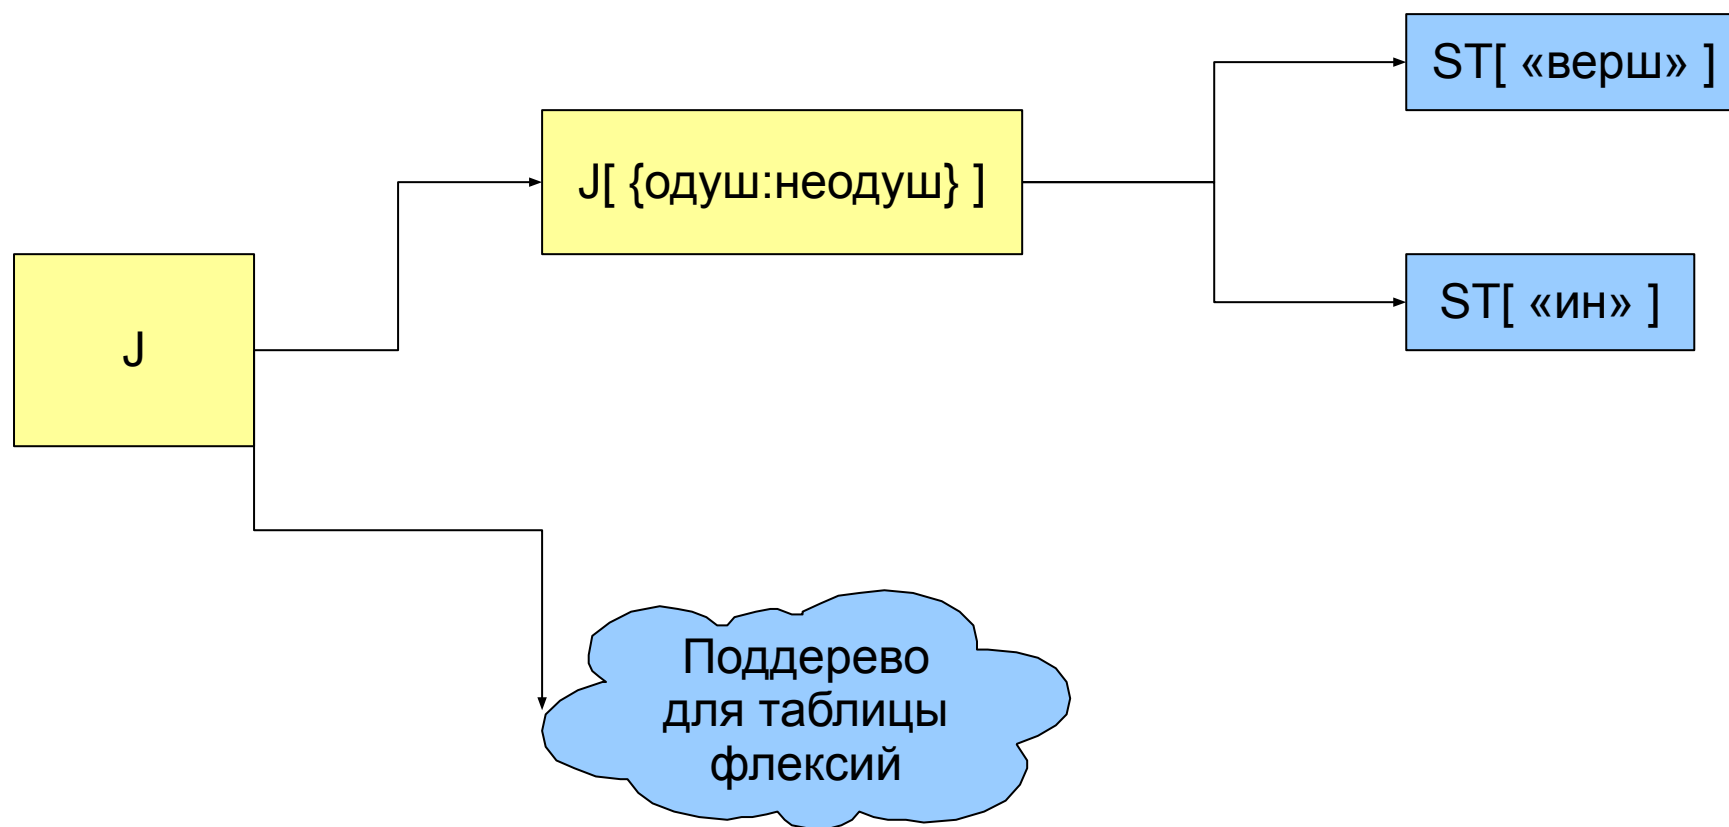 ST[ «верш» ]
J[ {одуш:неодуш} ]
ST[ «ин» ]
J
Поддерево
для таблицы
флексий